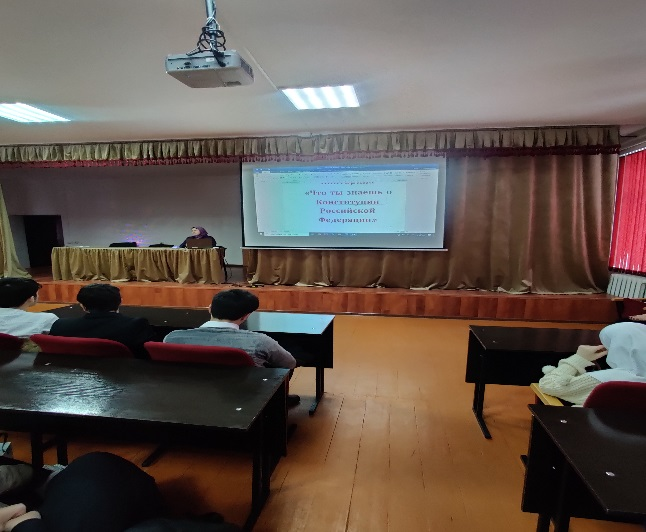 «Что ты знаешь о
Конституции
Российской
Федерации»